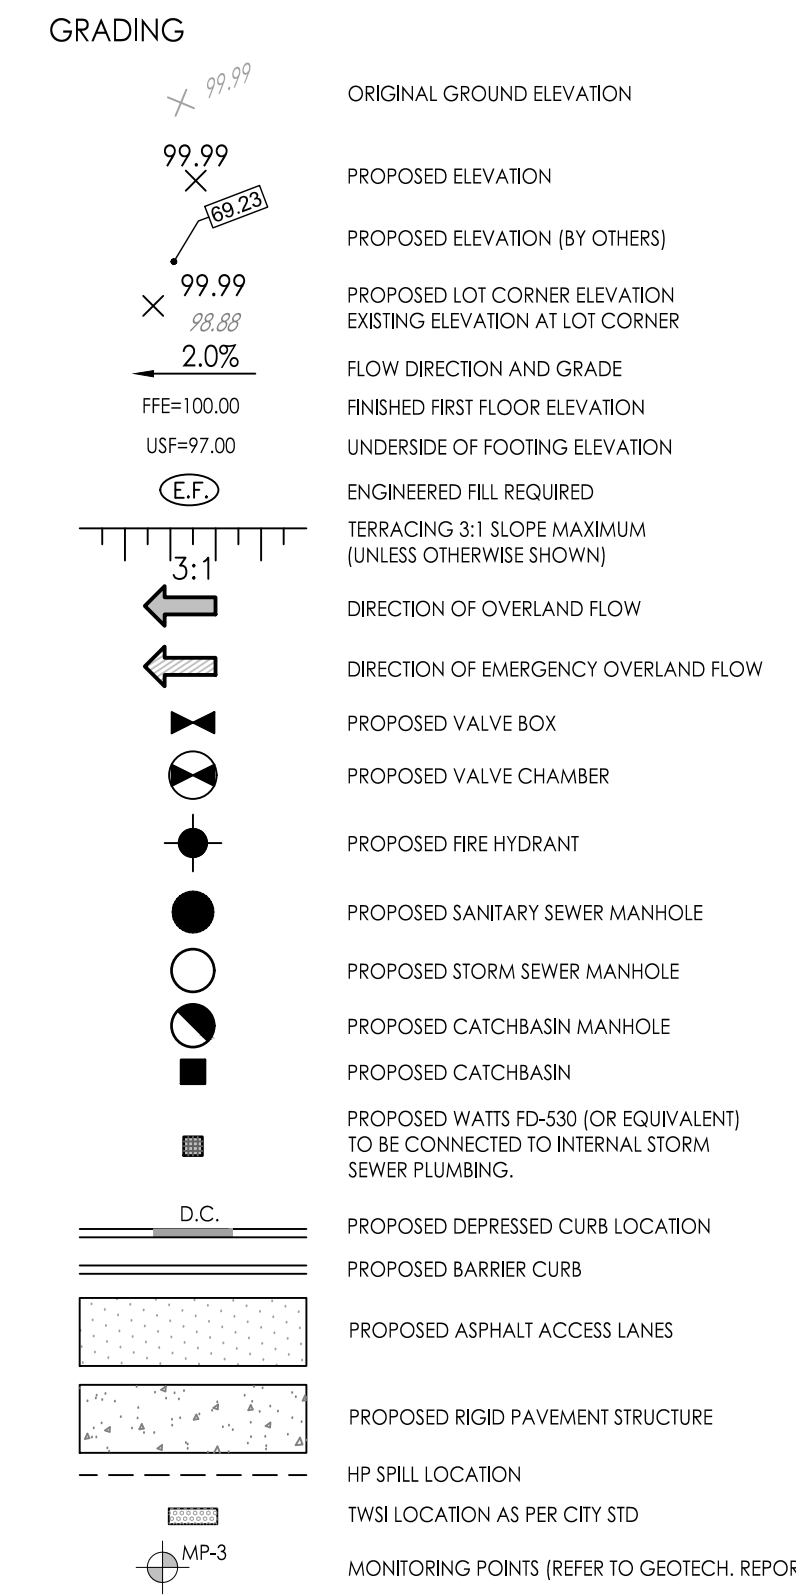 GRADING
99.99
ORIGINAL GROUND ELEVATION
99.99
PROPOSED ELEVATION
69.23
PROPOSED ELEVATION (BY OTHERS)
99.99
PROPOSED LOT CORNER ELEVATION
98.88
EXISTING ELEVATION AT LOT CORNER
2.0%
FLOW DIRECTION AND GRADE
FFE=100.00
FINISHED FIRST FLOOR ELEVATION
USF=97.00
UNDERSIDE OF FOOTING ELEVATION
E.F.
ENGINEERED FILL REQUIRED
3:1
TERRACING 3:1 SLOPE MAXIMUM
(UNLESS OTHERWISE SHOWN)
DIRECTION OF OVERLAND FLOW
DIRECTION OF EMERGENCY OVERLAND FLOW
PROPOSED VALVE BOX
PROPOSED VALVE CHAMBER
PROPOSED FIRE HYDRANT
PROPOSED SANITARY SEWER MANHOLE
PROPOSED STORM SEWER MANHOLE
PROPOSED CATCHBASIN MANHOLE
PROPOSED CATCHBASIN
PROPOSED WATTS FD-530 (OR EQUIVALENT)
TO BE CONNECTED TO INTERNAL STORM
SEWER PLUMBING.
D.C.
PROPOSED DEPRESSED CURB LOCATION
PROPOSED BARRIER CURB
PROPOSED ASPHALT ACCESS LANES
PROPOSED RIGID PAVEMENT STRUCTURE
HP SPILL LOCATION
TWSI LOCATION AS PER CITY STD
MP-3
MONITORING POINTS (REFER TO GEOTECH. REPOR